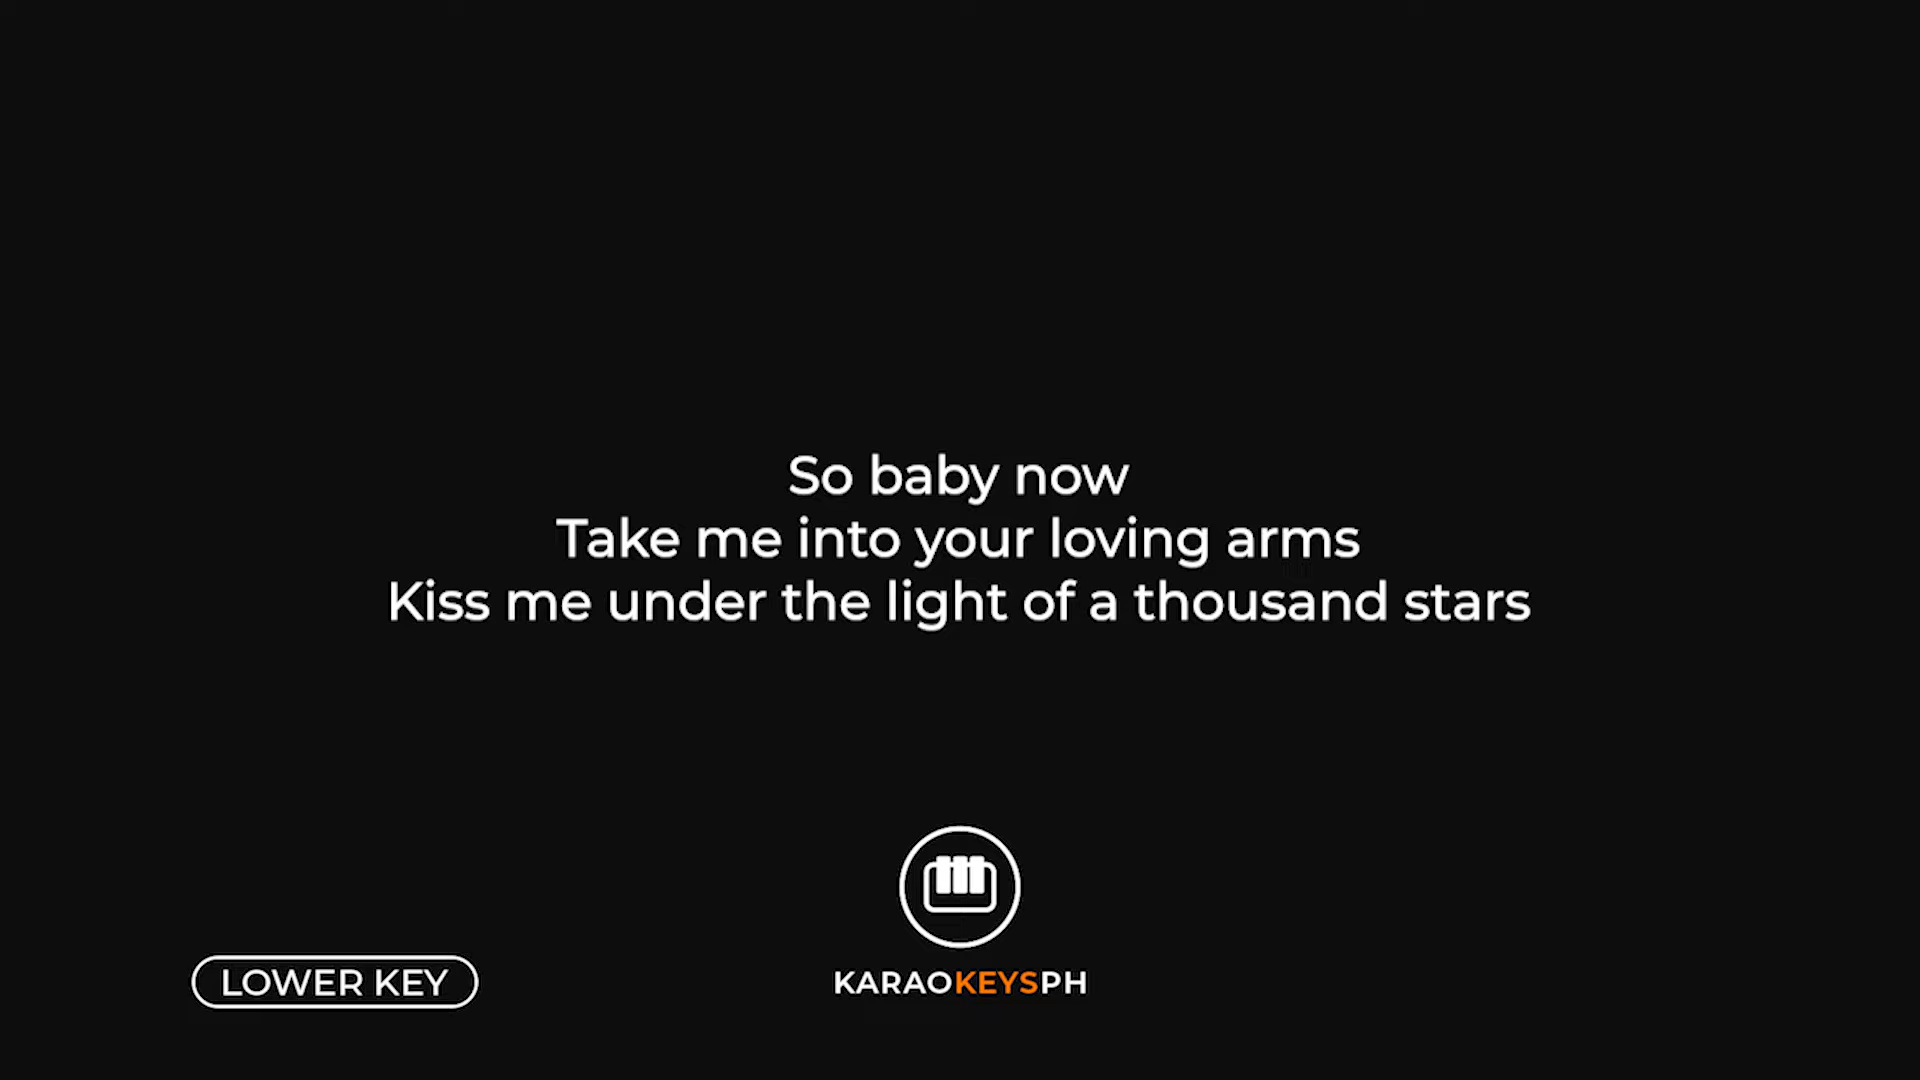 So baby now
Take me into your loving arms
Kiss me under the light of a thousand stars
LOWER KEY
KARAOKEYSPH